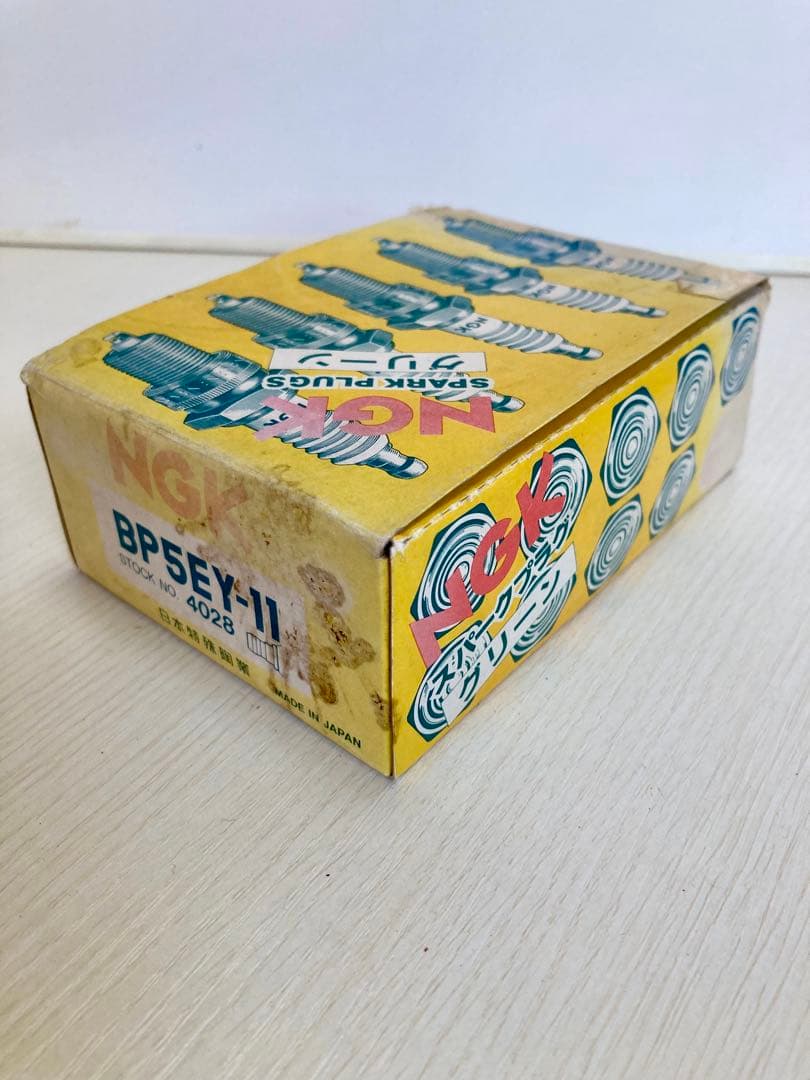 グリーン
SPARK PLUGS
NGK
NGK
BP5EY-11
STOCK NO. 4028
日本特殊陶業
MADE IN JAPAN
NGK
スパークプラグ
グリーン